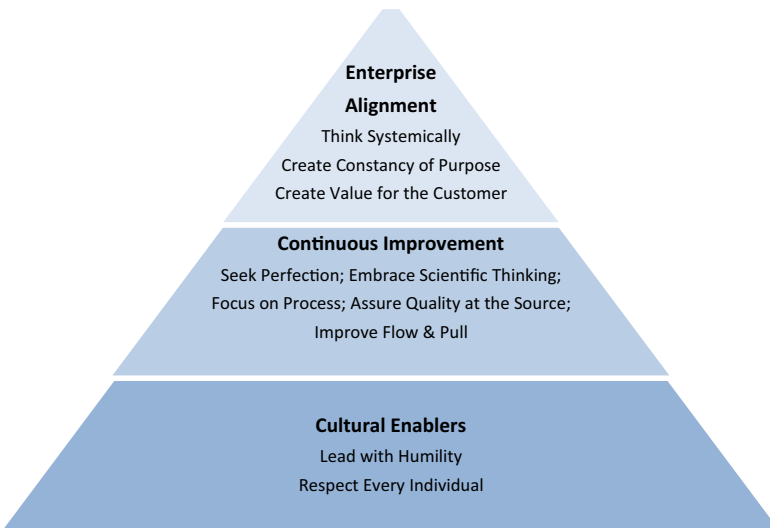 Enterprise
Alignment
Think Systemically
Create Constancy of Purpose
Create Value for the Customer
Continuous Improvement
Seek Perfection; Embrace Scientific Thinking;
Focus on Process; Assure Quality at the Source;
Improve Flow & Pull
Cultural Enablers
Lead with Humility
Respect Every Individual